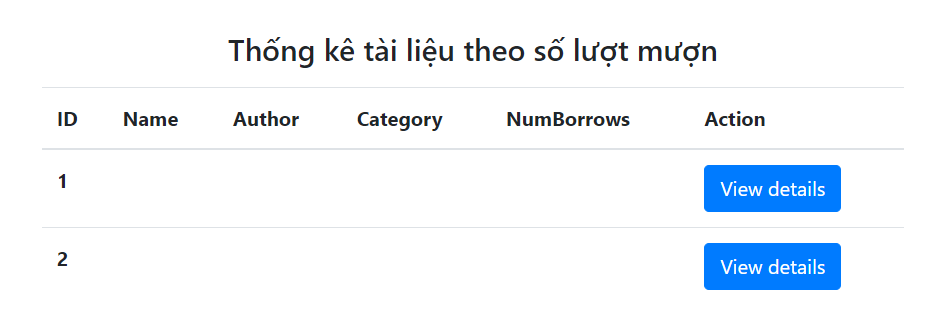 Thống kê tài liệu theo số lượt mượn
ID Name Author Category NumBorrows Action
1 View details
2 View details